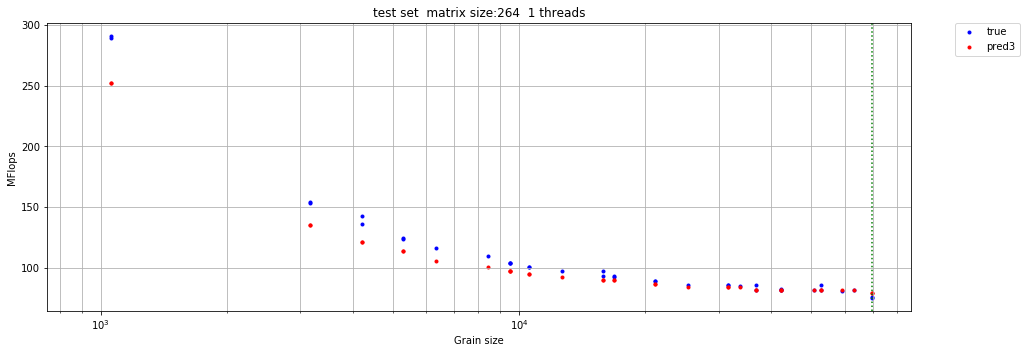 test set  matrix size:264  1 threads
true
pred3
300
250
200
150
100
MFlops
10³
10⁴
Grain size